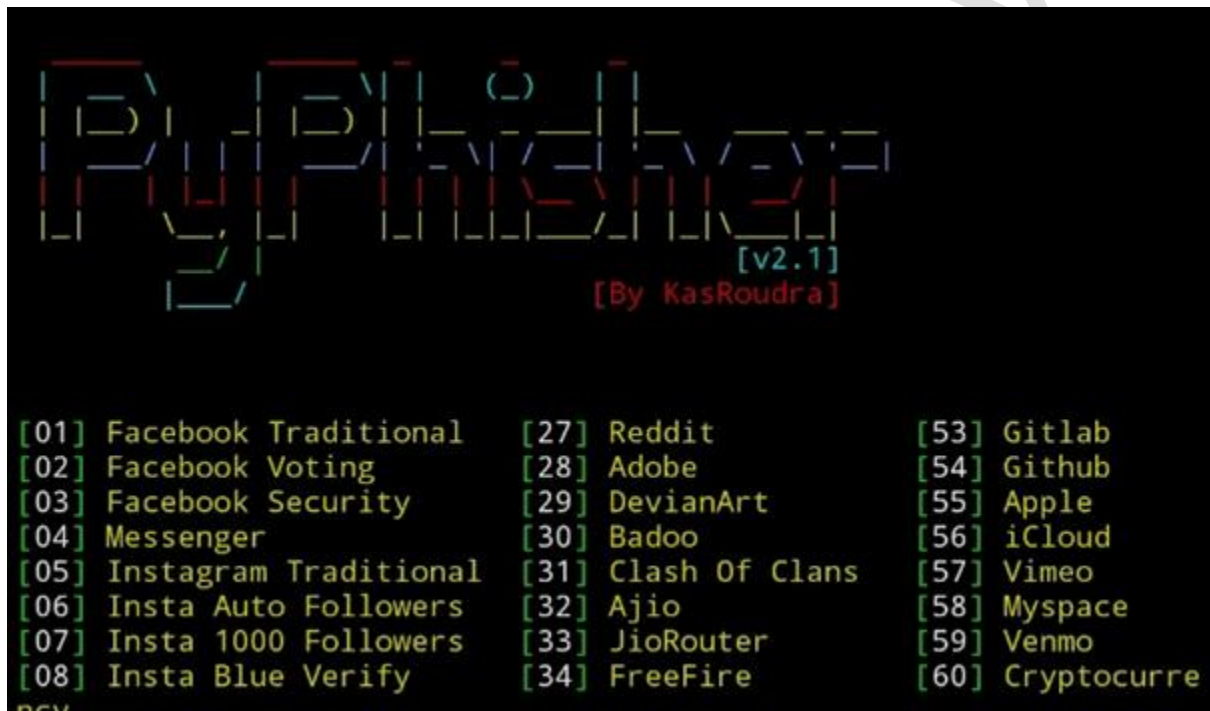 PyPhisher
[v2.1]
[By KasRoudra]
[01] Facebook Traditional [27] Reddit [53] Gitlab
[02] Facebook Voting [28] Adobe [54] Github
[03] Facebook Security [29] DevianArt [55] Apple
[04] Messenger [30] Badoo [56] iCloud
[05] Instagram Traditional [31] Clash Of Clans [57] Vimeo
[06] Insta Auto Followers [32] Ajio [58] Myspace
[07] Insta 1000 Followers [33] JioRouter [59] Venmo
[08] Insta Blue Verify [34] FreeFire [60] Cryptocurre
ncy